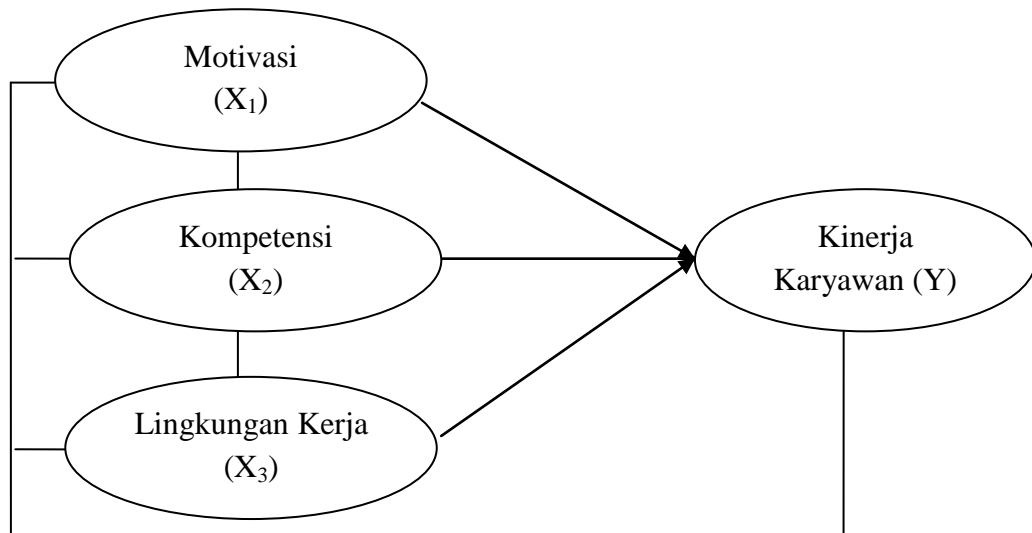 Motivasi
(X₁)
Kompetensi
(X₂)
Kinerja
Karyawan (Y)
Lingkungan Kerja
(X₃)